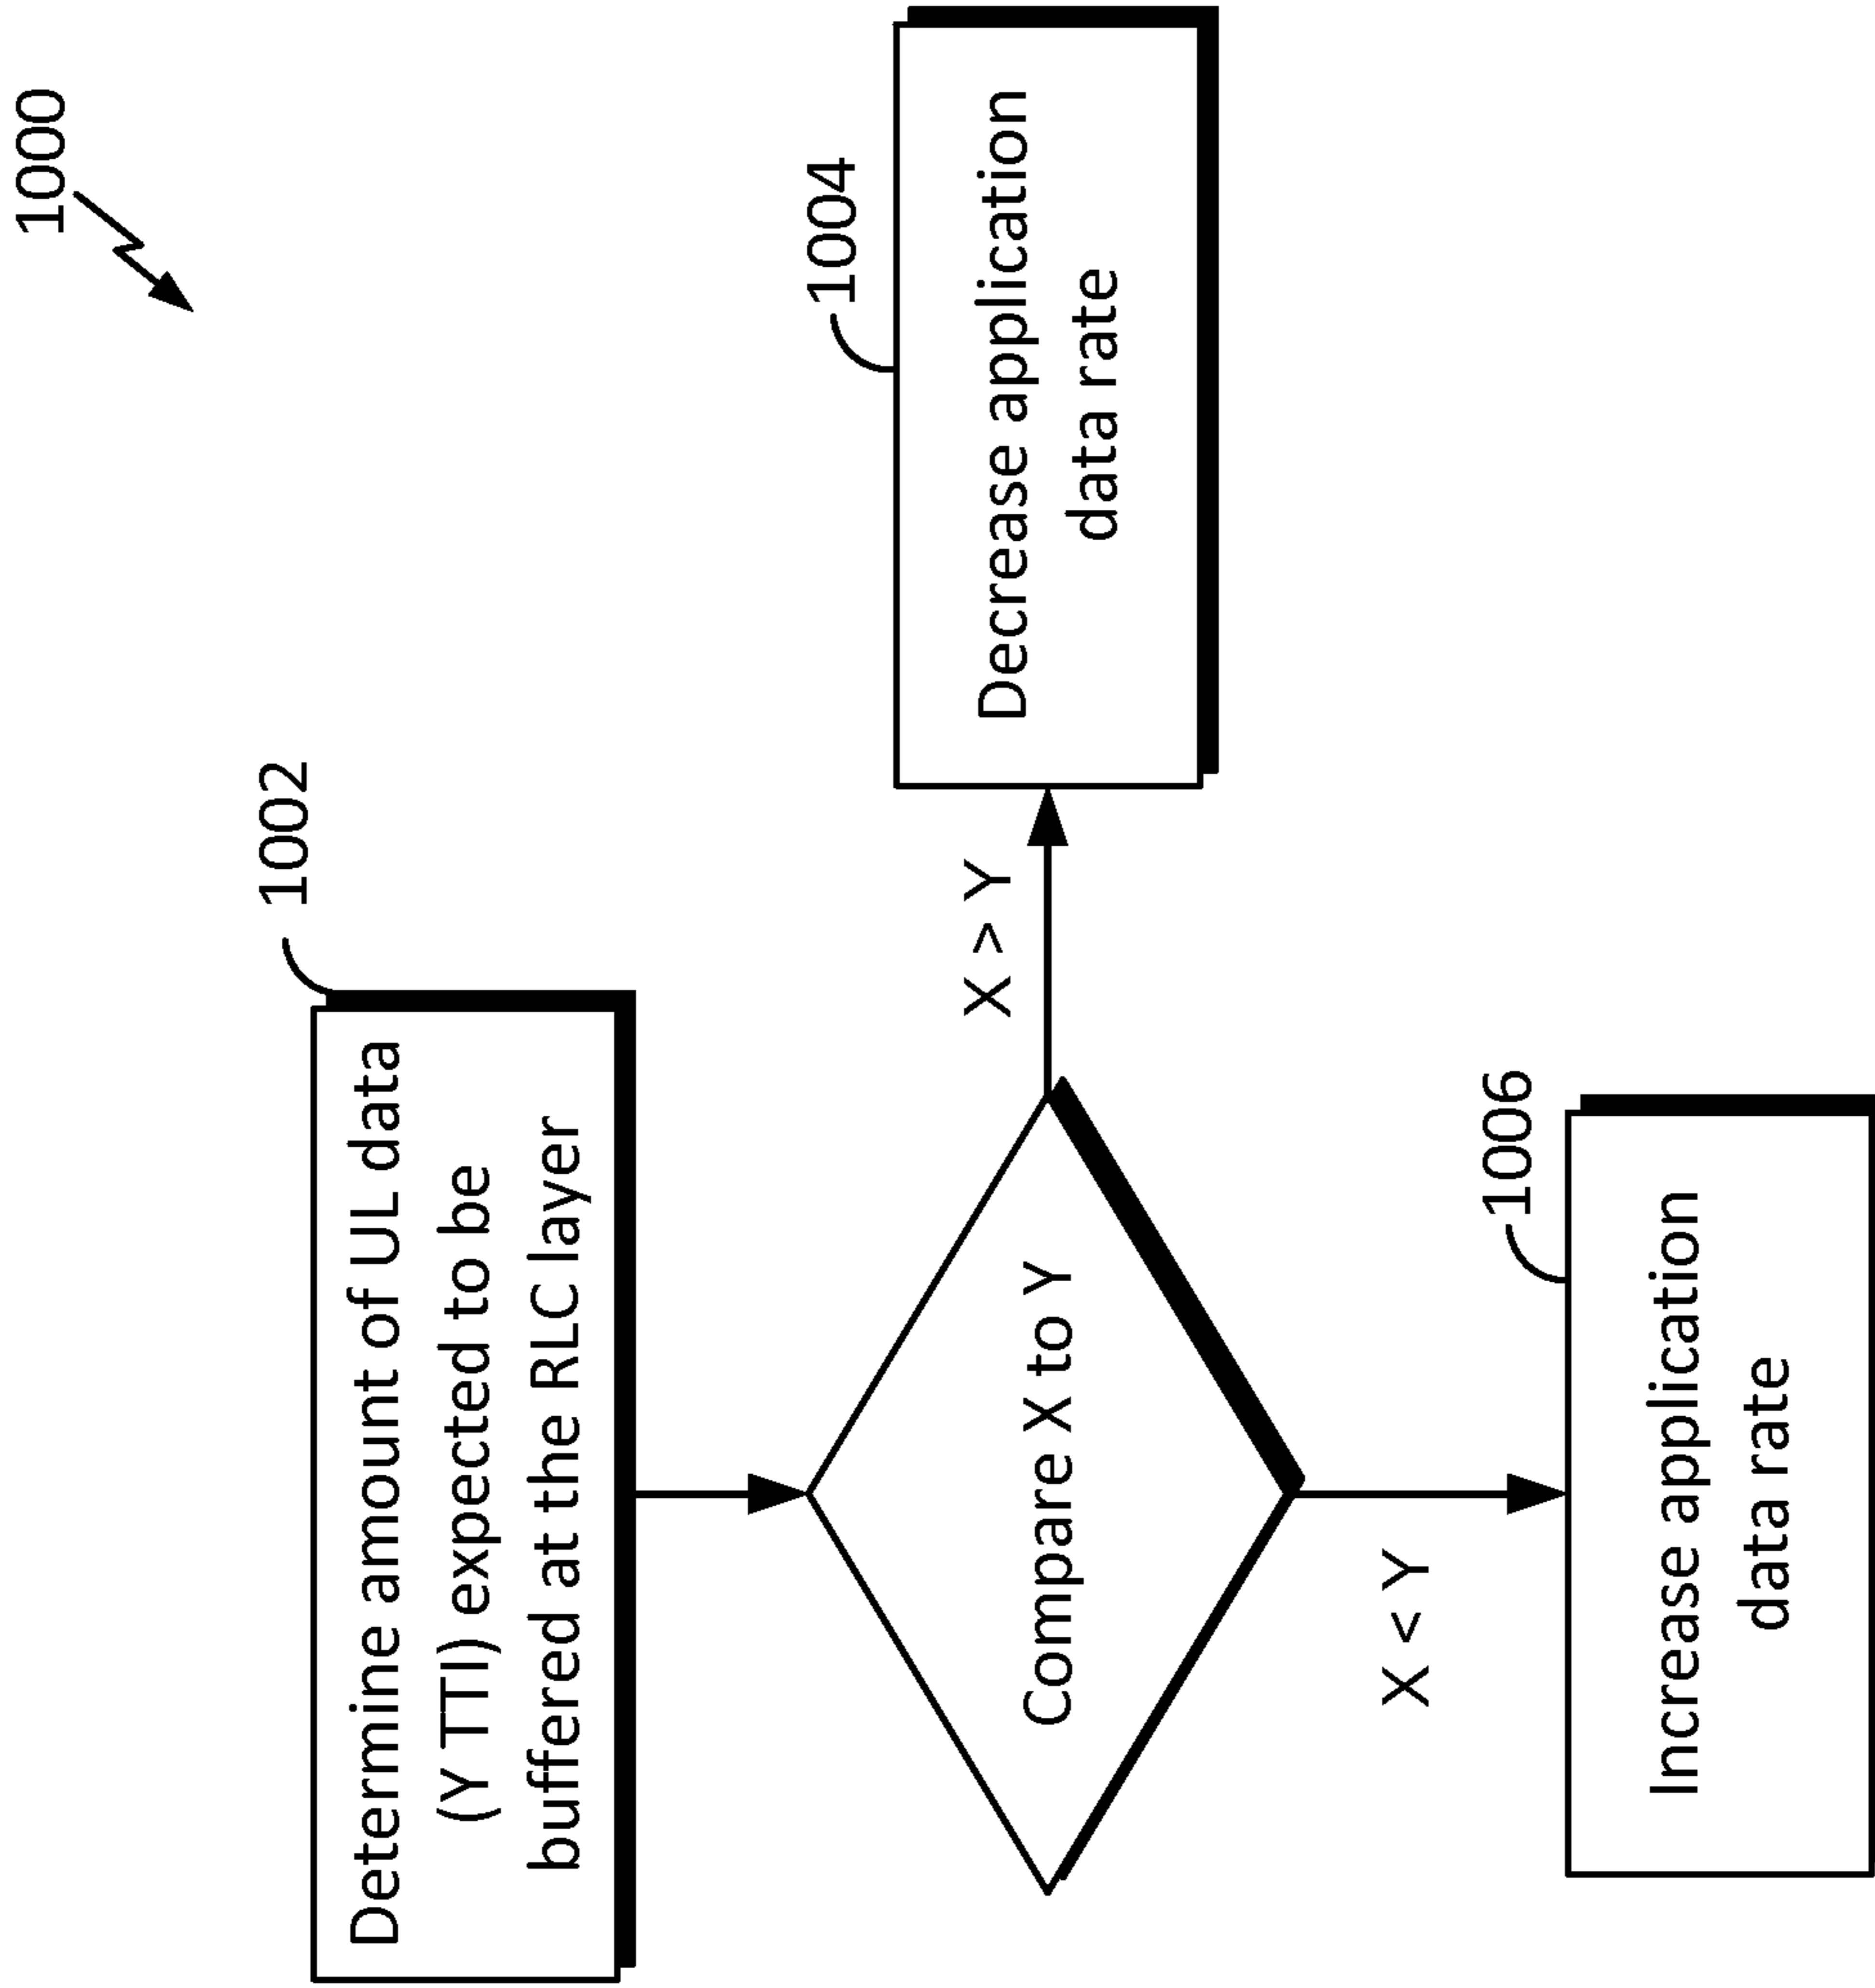 1000
1002
Determine amount of UL data
(Y TTI) expected to be
buffered at the RLC layer
Compare X to Y
X > Y
1004
Decrease application
data rate
X < Y
1006
Increase application
data rate